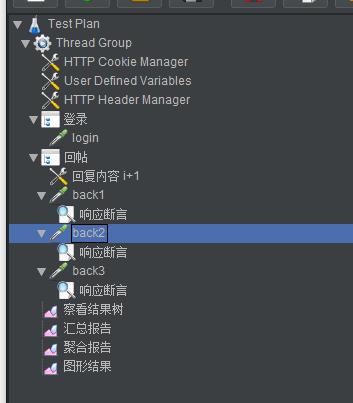 Test Plan
Thread Group
HTTP Cookie Manager
User Defined Variables
HTTP Header Manager
登录
login
回帖
回复内容 i+1
back1
响应断言
back2
响应断言
back3
响应断言
察看结果树
汇总报告
聚合报告
图形结果